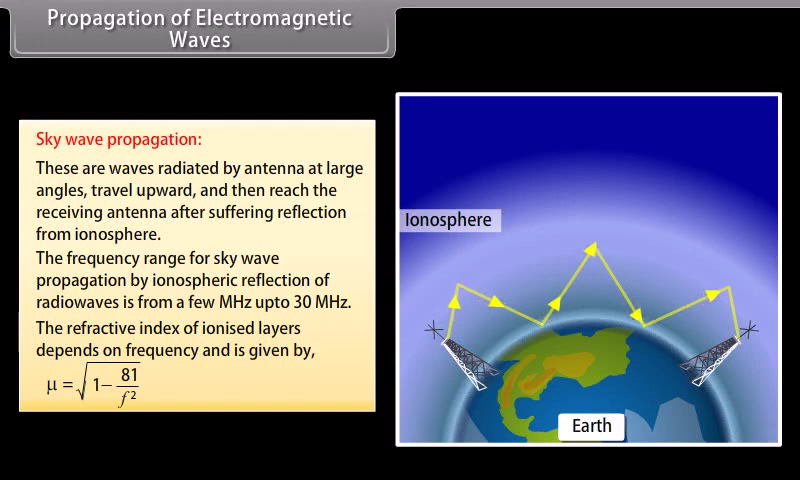 Propagation of Electromagnetic
Waves
Sky wave propagation:
These are waves radiated by antenna at large
angles, travel upward, and then reach the
receiving antenna after suffering reflection
from ionosphere.
The frequency range for sky wave
propagation by ionospheric reflection of
radiowaves is from a few MHz upto 30 MHz.
The refractive index of ionised layers
depends on frequency and is given by,
μ = √(1 − 81/f²)
Ionosphere
Earth